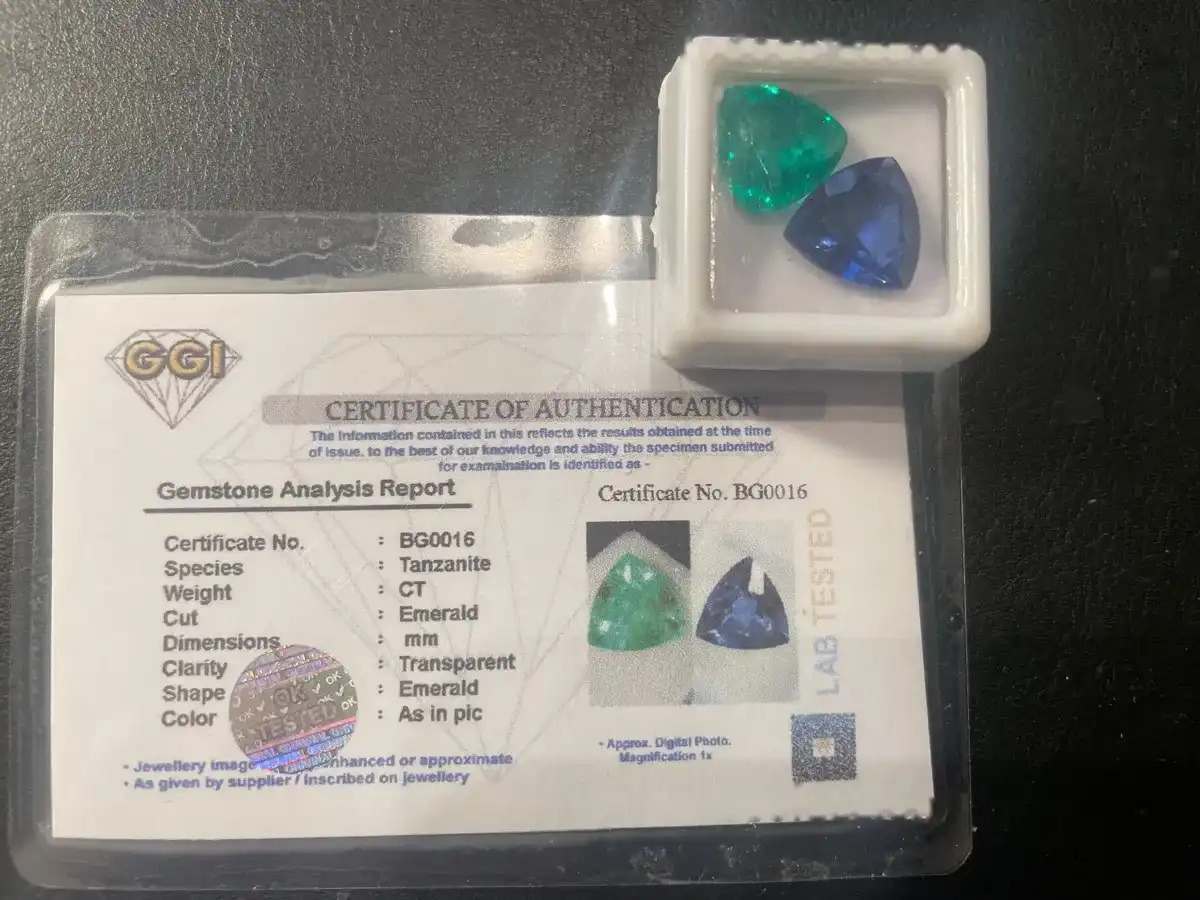 GGI
CERTIFICATE OF AUTHENTICATION
The information contained in this reflects the results obtained at the time
of issue. to the best of our knowledge and ability the specimen submitted
for examaination is identified as -
Gemstone Analysis Report
Certificate No. BG0016
Certificate No. : BG0016
Species : Tanzanite
Weight : CT
Cut : Emerald
Dimensions : mm
Clarity : Transparent
Shape : Emerald
Color : As in pic
OK
TESTED
LAB TESTED
- Approx. Digital Photo.
Magnification 1x
- Jewellery image enhanced or approximate
• As given by supplier / Inscribed on jewellery